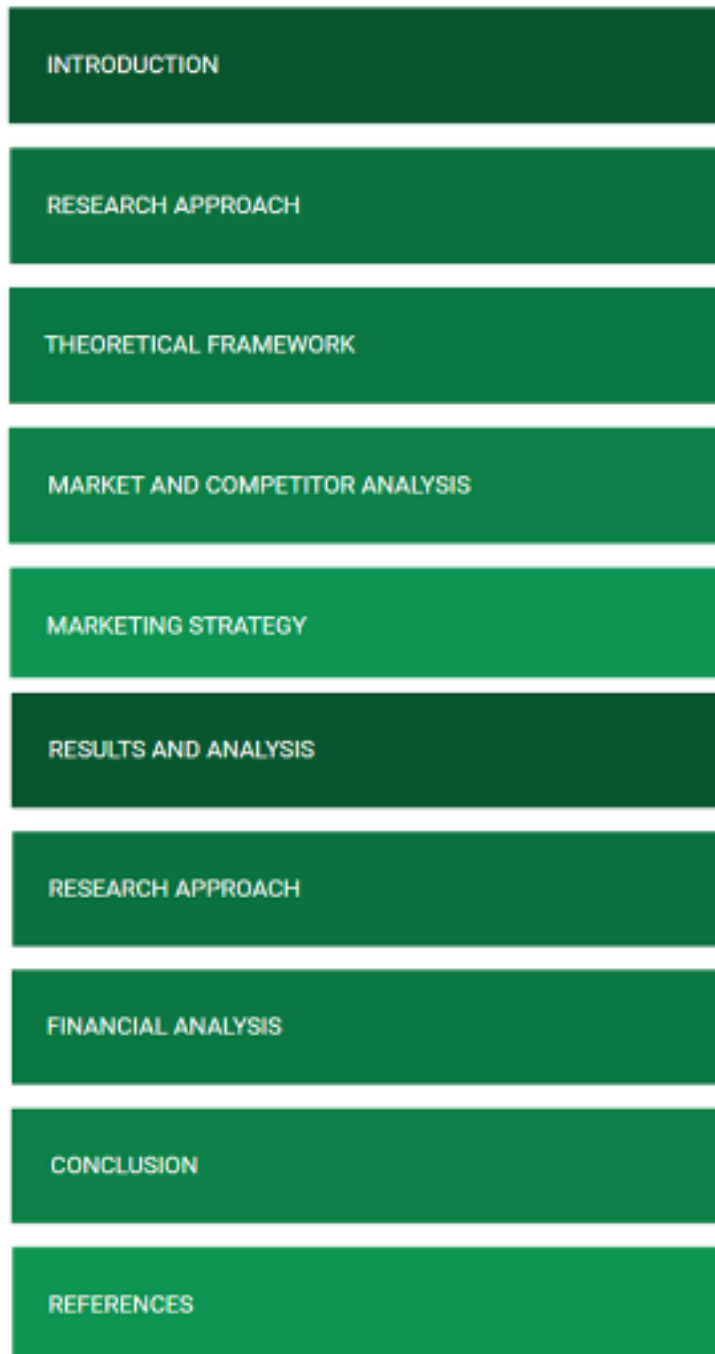 INTRODUCTION
RESEARCH APPROACH
THEORETICAL FRAMEWORK
MARKET AND COMPETITOR ANALYSIS
MARKETING STRATEGY
RESULTS AND ANALYSIS
RESEARCH APPROACH
FINANCIAL ANALYSIS
CONCLUSION
REFERENCES